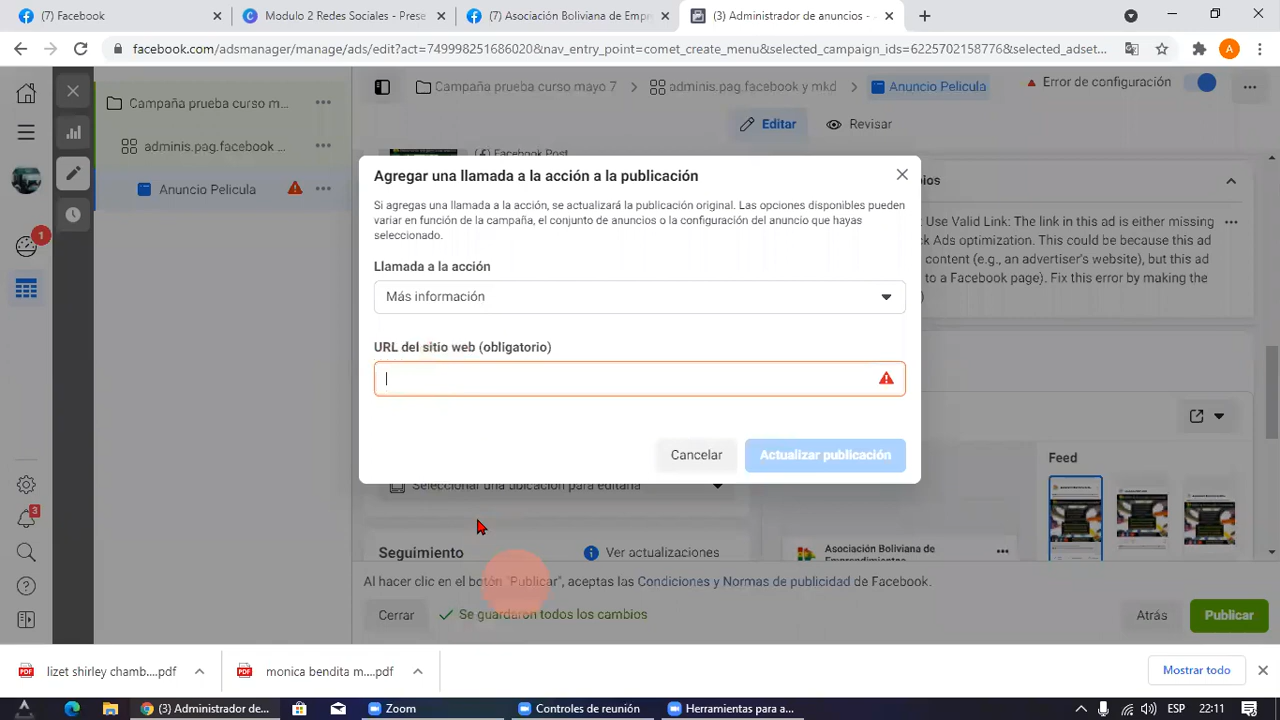 (7) Facebook
Modulo 2 Redes Sociales - Pres
(7) Asociación Boliviana de Empr
(3) Administrador de anuncios -
facebook.com/adsmanager/manage/ads/edit?act=749998251686020&nav_entry_point=comet_create_menu&selected_campaign_ids=6225702158776&selected_adset...
A
Campaña prueba curso m...
adminis.pag.facebook ...
Anuncio Pelicula
Campaña prueba curso mayo 7
adminis.pag.facebook y mkd
Anuncio Pelicula
Error de configuración
Editar
Revisar
Facebook Post
Agregar una llamada a la acción a la publicación
Si agregas una llamada a la acción, se actualizará la publicación original. Las opciones disponibles pueden
variar en función de la campaña, el conjunto de anuncios o la configuración del anuncio que hayas
seleccionado.
Llamada a la acción
Más información
URL del sitio web (obligatorio)
Cancelar
Actualizar publicación
Use Valid Link: The link in this ad is either missing
Ads optimization. This could be because this ad
content (e.g., an advertiser's website), but this ad
to a Facebook page). Fix this error by making the
Feed
Asociación Boliviana de
Emprendimientos
Seleccionar una ubicación para editarla
Seguimiento
Ver actualizaciones
Al hacer clic en el botón "Publicar", aceptas las Condiciones y Normas de publicidad de Facebook.
Cerrar
Se guardaron todos los cambios
Atrás
Publicar
1
3
lizet shirley chamb....pdf
monica bendita m....pdf
Mostrar todo
(3) Administrador de...
Zoom
Controles de reunión
Herramientas para a...
ESP
22:11